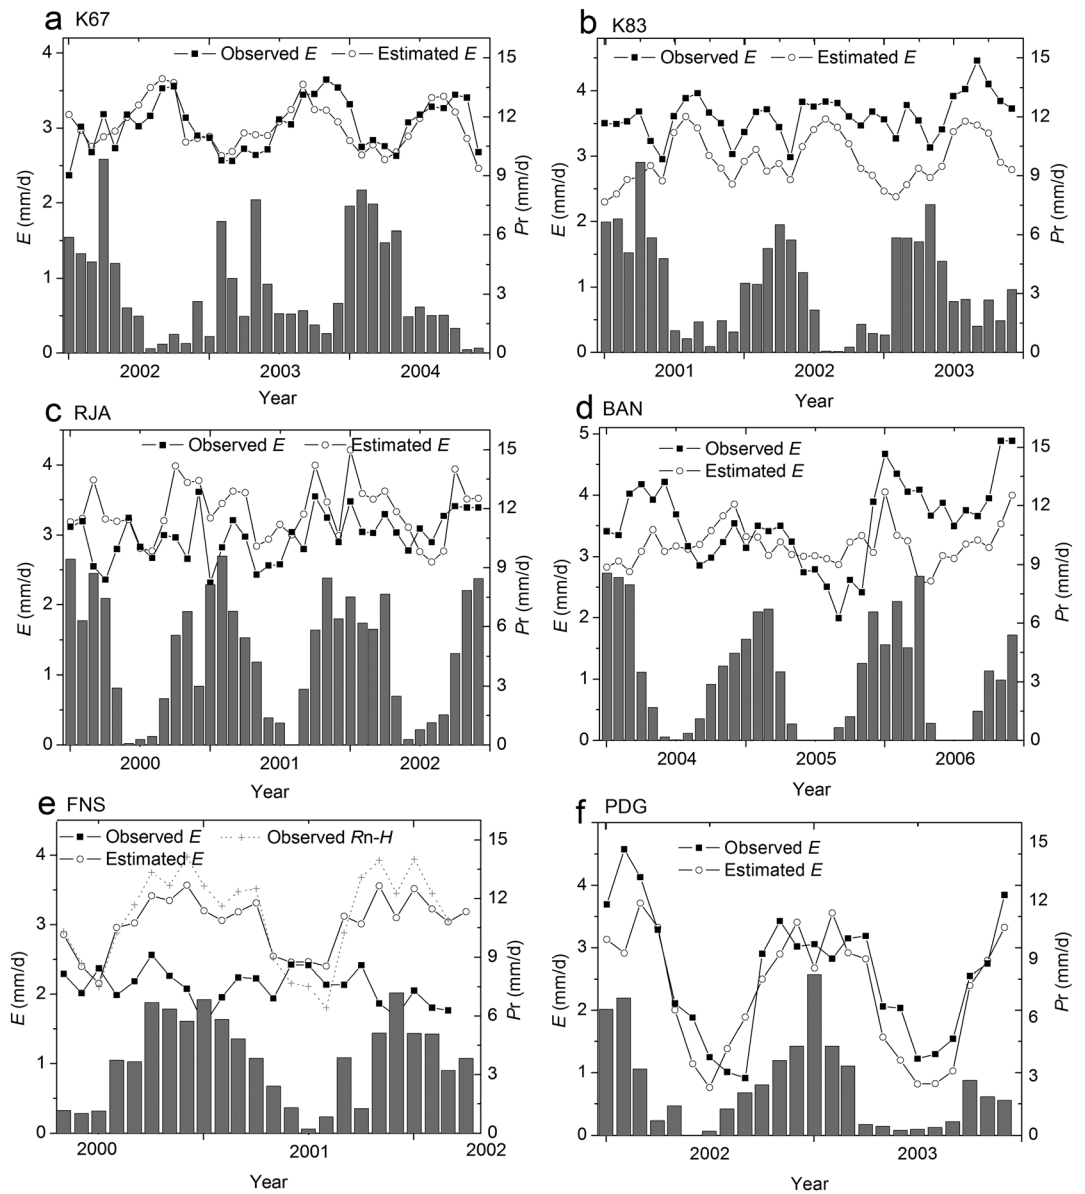 a K67
Observed E Estimated E
E (mm/d)
4
3
2
1
0
Pr (mm/d)
15
12
9
6
3
0
2002 2003 2004
Year
b K83
Observed E Estimated E
E (mm/d)
4
3
2
1
0
Pr (mm/d)
15
12
9
6
3
0
2001 2002 2003
Year
c RJA
Observed E Estimated E
E (mm/d)
4
3
2
1
0
Pr (mm/d)
15
12
9
6
3
0
2000 2001 2002
Year
d BAN
Observed E
Estimated E
E (mm/d)
5
4
3
2
1
0
Pr (mm/d)
15
12
9
6
3
0
2004 2005 2006
Year
e FNS
Observed E Observed Rn-H
Estimated E
E (mm/d)
4
3
2
1
0
Pr (mm/d)
15
12
9
6
3
0
2000 2001 2002
Year
f PDG
Observed E
Estimated E
E (mm/d)
5
4
3
2
1
0
Pr (mm/d)
15
12
9
6
3
0
2002 2003
Year